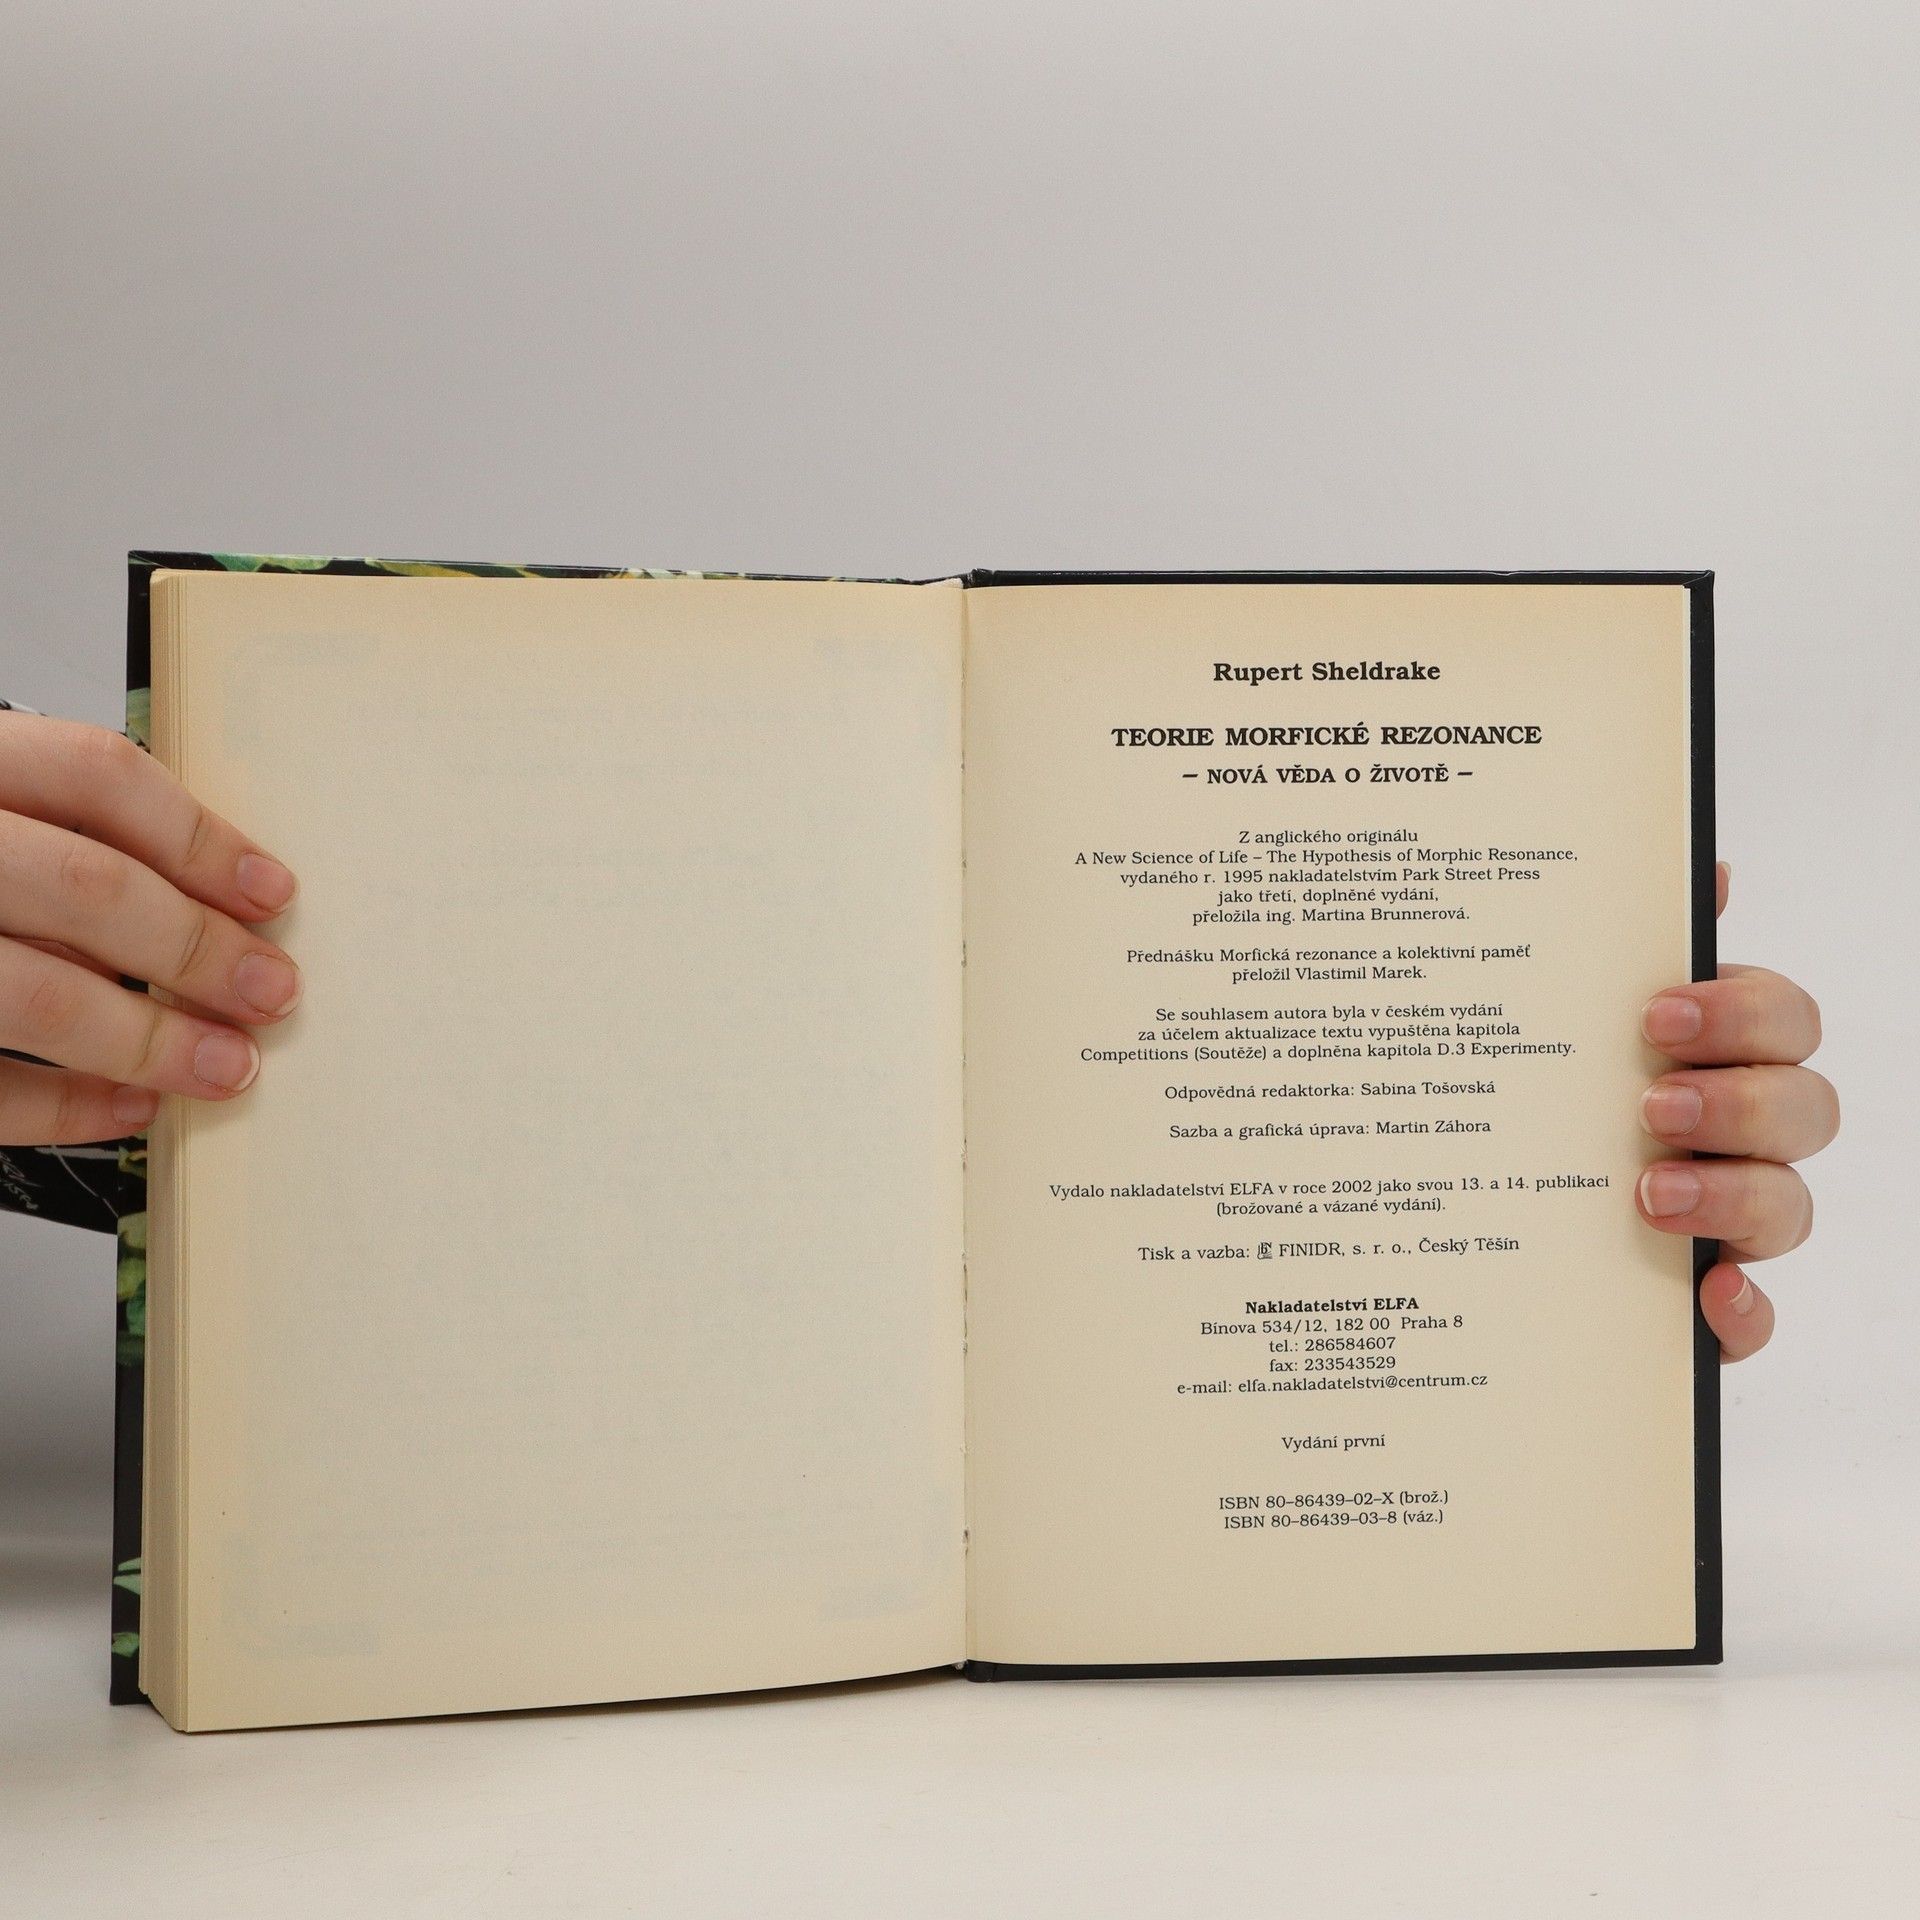 Rupert Sheldrake
TEORIE MORFICKÉ REZONANCE
– NOVÁ VĚDA O ŽIVOTĚ –
Z anglického originálu
A New Science of Life – The Hypothesis of Morphic Resonance,
vydaného r. 1995 nakladatelstvím Park Street Press
jako třetí, doplněné vydání,
přeložila ing. Martina Brunnerová.
Přednášku Morfická rezonance a kolektivní paměť
přeložil Vlastimil Marek.
Se souhlasem autora byla v českém vydání
za účelem aktualizace textu vypuštěna kapitola
Competitions (Soutěže) a doplněna kapitola D.3 Experimenty.
Odpovědná redaktorka: Sabina Tošovská
Sazba a grafická úprava: Martin Záhora
Vydalo nakladatelství ELFA v roce 2002 jako svou 13. a 14. publikaci
(brožované a vázané vydání).
Tisk a vazba: FINIDR, s. r. o., Český Těšín
Nakladatelství ELFA
Bínova 534/12, 182 00 Praha 8
tel.: 286584607
fax: 233543529
e-mail: elfa.nakladatelstvi@centrum.cz
Vydání první
ISBN 80–86439–02–X (brož.)
ISBN 80–86439–03–8 (váz.)